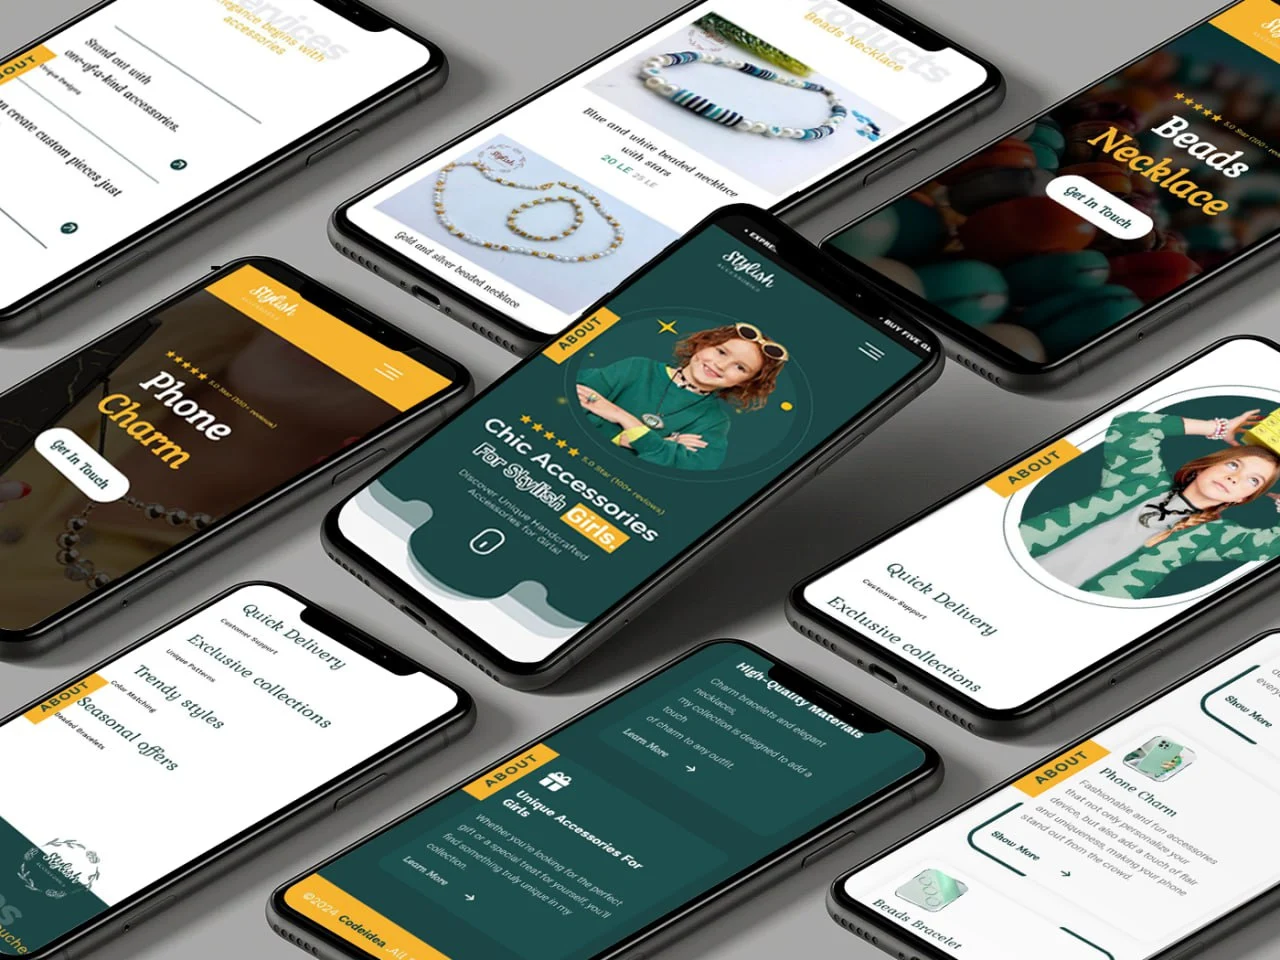 Services
Elegance begins with
accessories
ABOUT
Stand out with
one-of-a-kind accessories.
Unique Designs
can create custom pieces just
Products
Beads Necklace
Blue and white beaded necklace
with stars
20 LE 25 LE
Stylish
Gold and silver beaded necklace
5.0 Star (100+
Beads
Necklace
Get In Touch
Stylish
ACCESSORIES
5.0 Star (100+ reviews)
Phone
Charm
Get In Touch
• EXPRE
• BUY FIVE
Stylish
ACCESSORIES
ABOUT
5.0 Star (100+ reviews)
Chic Accessories
For Stylish Girls.
Discover Unique Handcrafted
Accessories for Girls!
ABOUT
Quick Delivery
Customer Support
Exclusive collections
Quick Delivery
Customer Support
Exclusive collections
Unique Patterns
Trendy styles
Color Matching
ABOUT
Seasonal offers
Beaded Bracelets
Stylish
ACCESSORIES
High-Quality Materials
Charm bracelets and elegant
necklaces,
my collection is designed to add a
touch
of charm to any outfit.
Learn More
ABOUT
Unique Accessories For
Girls
Whether you're looking for the perfect
gift or a special treat for yourself, you'll
find something truly unique in my
collection
Learn More
©2024 Codeidea .All
Show More
ABOUT
Phone Charm
Fashionable and fun accessories
that not only personalize your
device, but also add a touch of flair
and uniqueness, making your phone
stand out from the crowd.
Show More
Beads Bracelet